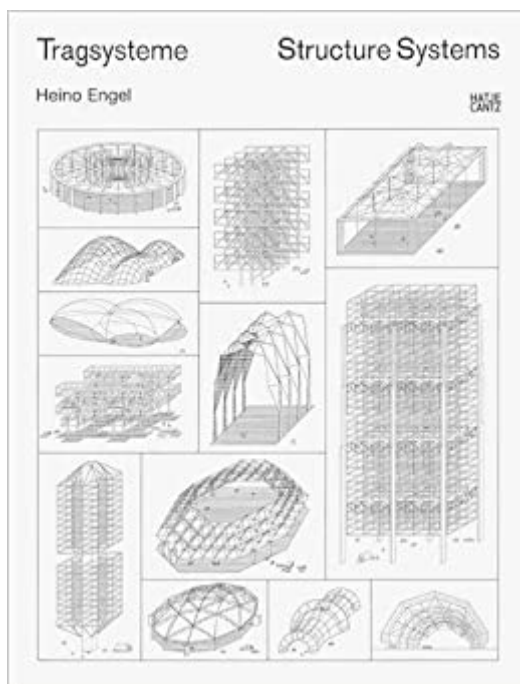 Tragsysteme
Structure Systems
Heino Engel
HATJE
CANTZ